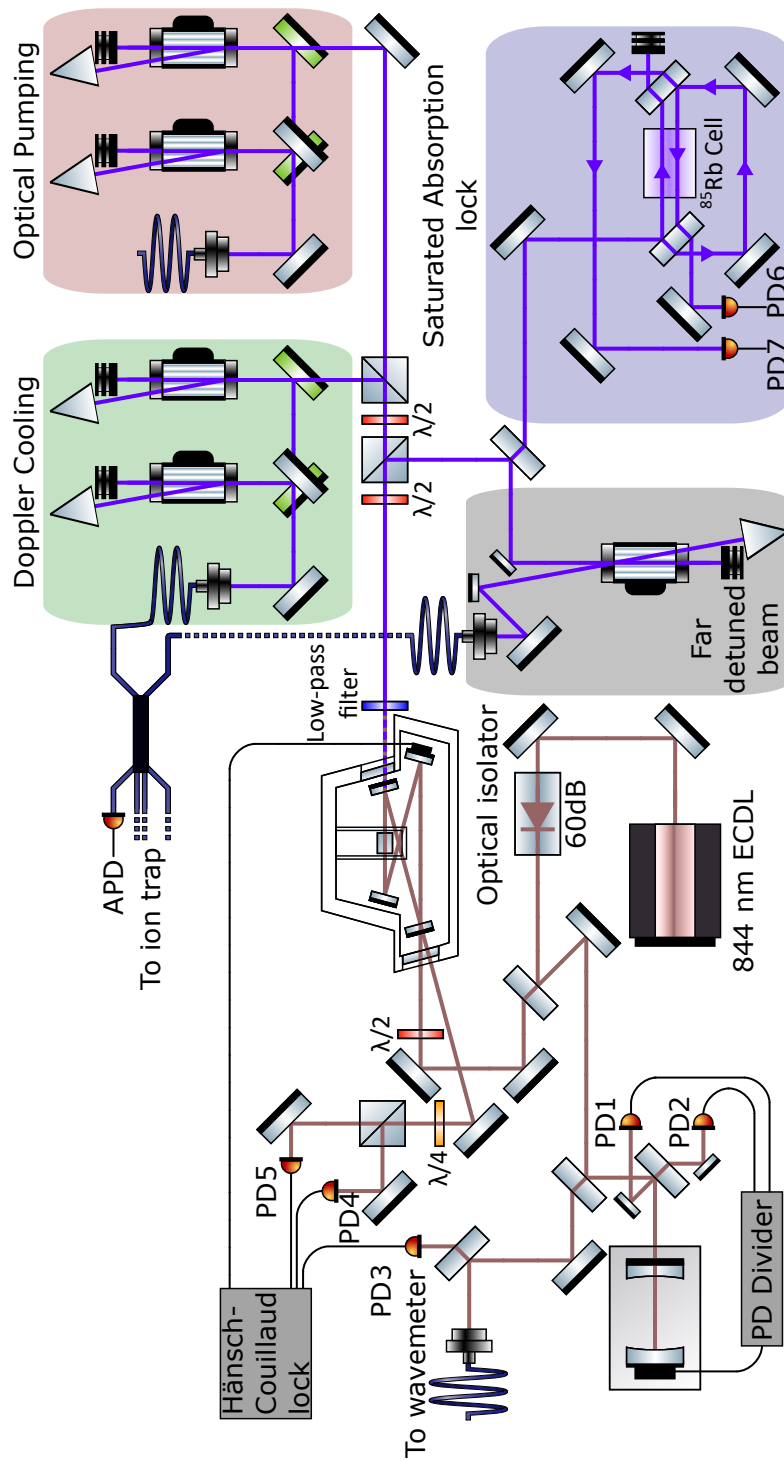 Optical Pumping
Doppler Cooling
Saturated Absorption
lock
⁸⁵Rb Cell
PD6
PD7
λ/2
λ/2
Far
detuned
beam
Low-pass
filter
APD
To ion trap
Optical isolator
60dB
844 nm ECDL
λ/2
λ/4
PD5
PD4
PD3
PD1
PD2
PD Divider
Hänsch-
Couillaud
lock
To wavemeter